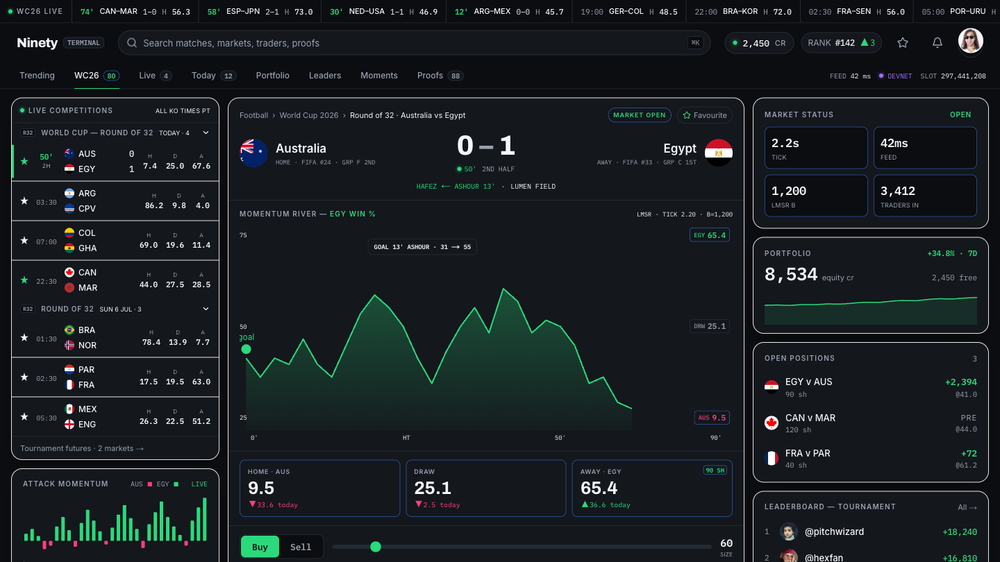 WC26 LIVE 74' CAN–MAR 1–0 H 56.3 58' ESP–JPN 2–1 H 73.0 30' NED–USA 1–1 H 46.9 12' ARG–MEX 0–0 H 45.7 19:00 GER–COL H 48.5 22:00 BRA–KOR H 72.0 02:30 FRA–SEN H 56.0 05:00 POR–URU H
Ninety TERMINAL Search matches, markets, traders, proofs ⌘K 2,450 CR RANK #142 ▲3
Trending WC26 80 Live 4 Today 12 Portfolio Leaders Moments Proofs 88 FEED 42 ms DEVNET SLOT 297,441,208
LIVE COMPETITIONS ALL KO TIMES PT
R32 WORLD CUP — ROUND OF 32 TODAY · 4
50' 2H AUS 0 H D A
EGY 1 7.4 25.0 67.6
03:30 ARG H D A
CPV 86.2 9.8 4.0
07:00 COL H D A
GHA 69.0 19.6 11.4
22:30 CAN H D A
MAR 44.0 27.5 28.5
R32 ROUND OF 32 SUN 6 JUL · 3
01:30 BRA H D A
NOR 78.4 13.9 7.7
02:30 PAR H D A
FRA 17.5 19.5 63.0
05:30 MEX H D A
ENG 26.3 22.5 51.2
Tournament futures · 2 markets →
ATTACK MOMENTUM AUS EGY LIVE
Football › World Cup 2026 › Round of 32 · Australia vs Egypt MARKET OPEN Favourite
Australia 0 – 1 Egypt
HOME · FIFA #24 · GRP F 2ND 50' 2ND HALF AWAY · FIFA #33 · GRP C 1ST
HAFEZ ⟵ ASHOUR 13' · LUMEN FIELD
MOMENTUM RIVER — EGY WIN % LMSR · TICK 2.20 · B=1,200
75 EGY 65.4
GOAL 13' ASHOUR · 31 ⟶ 55
50 DRW 25.1
goal
25 AUS 9.5
0' HT 50' 90'
HOME · AUS DRAW AWAY · EGY 90 SH
9.5 25.1 65.4
▼33.6 today ▼2.5 today ▲36.6 today
Buy Sell 60
SIZE
MARKET STATUS OPEN
2.2s 42ms
TICK FEED
1,200 3,412
LMSR B TRADERS IN
PORTFOLIO +34.8% · 7D
8,534 equity cr 2,450 free
OPEN POSITIONS 3
EGY v AUS +2,394
90 sh @41.0
CAN v MAR PRE
120 sh @44.0
FRA v PAR +72
40 sh @61.2
LEADERBOARD — TOURNAMENT All →
1 @pitchwizard +18,240
2 @hexfan +16,810